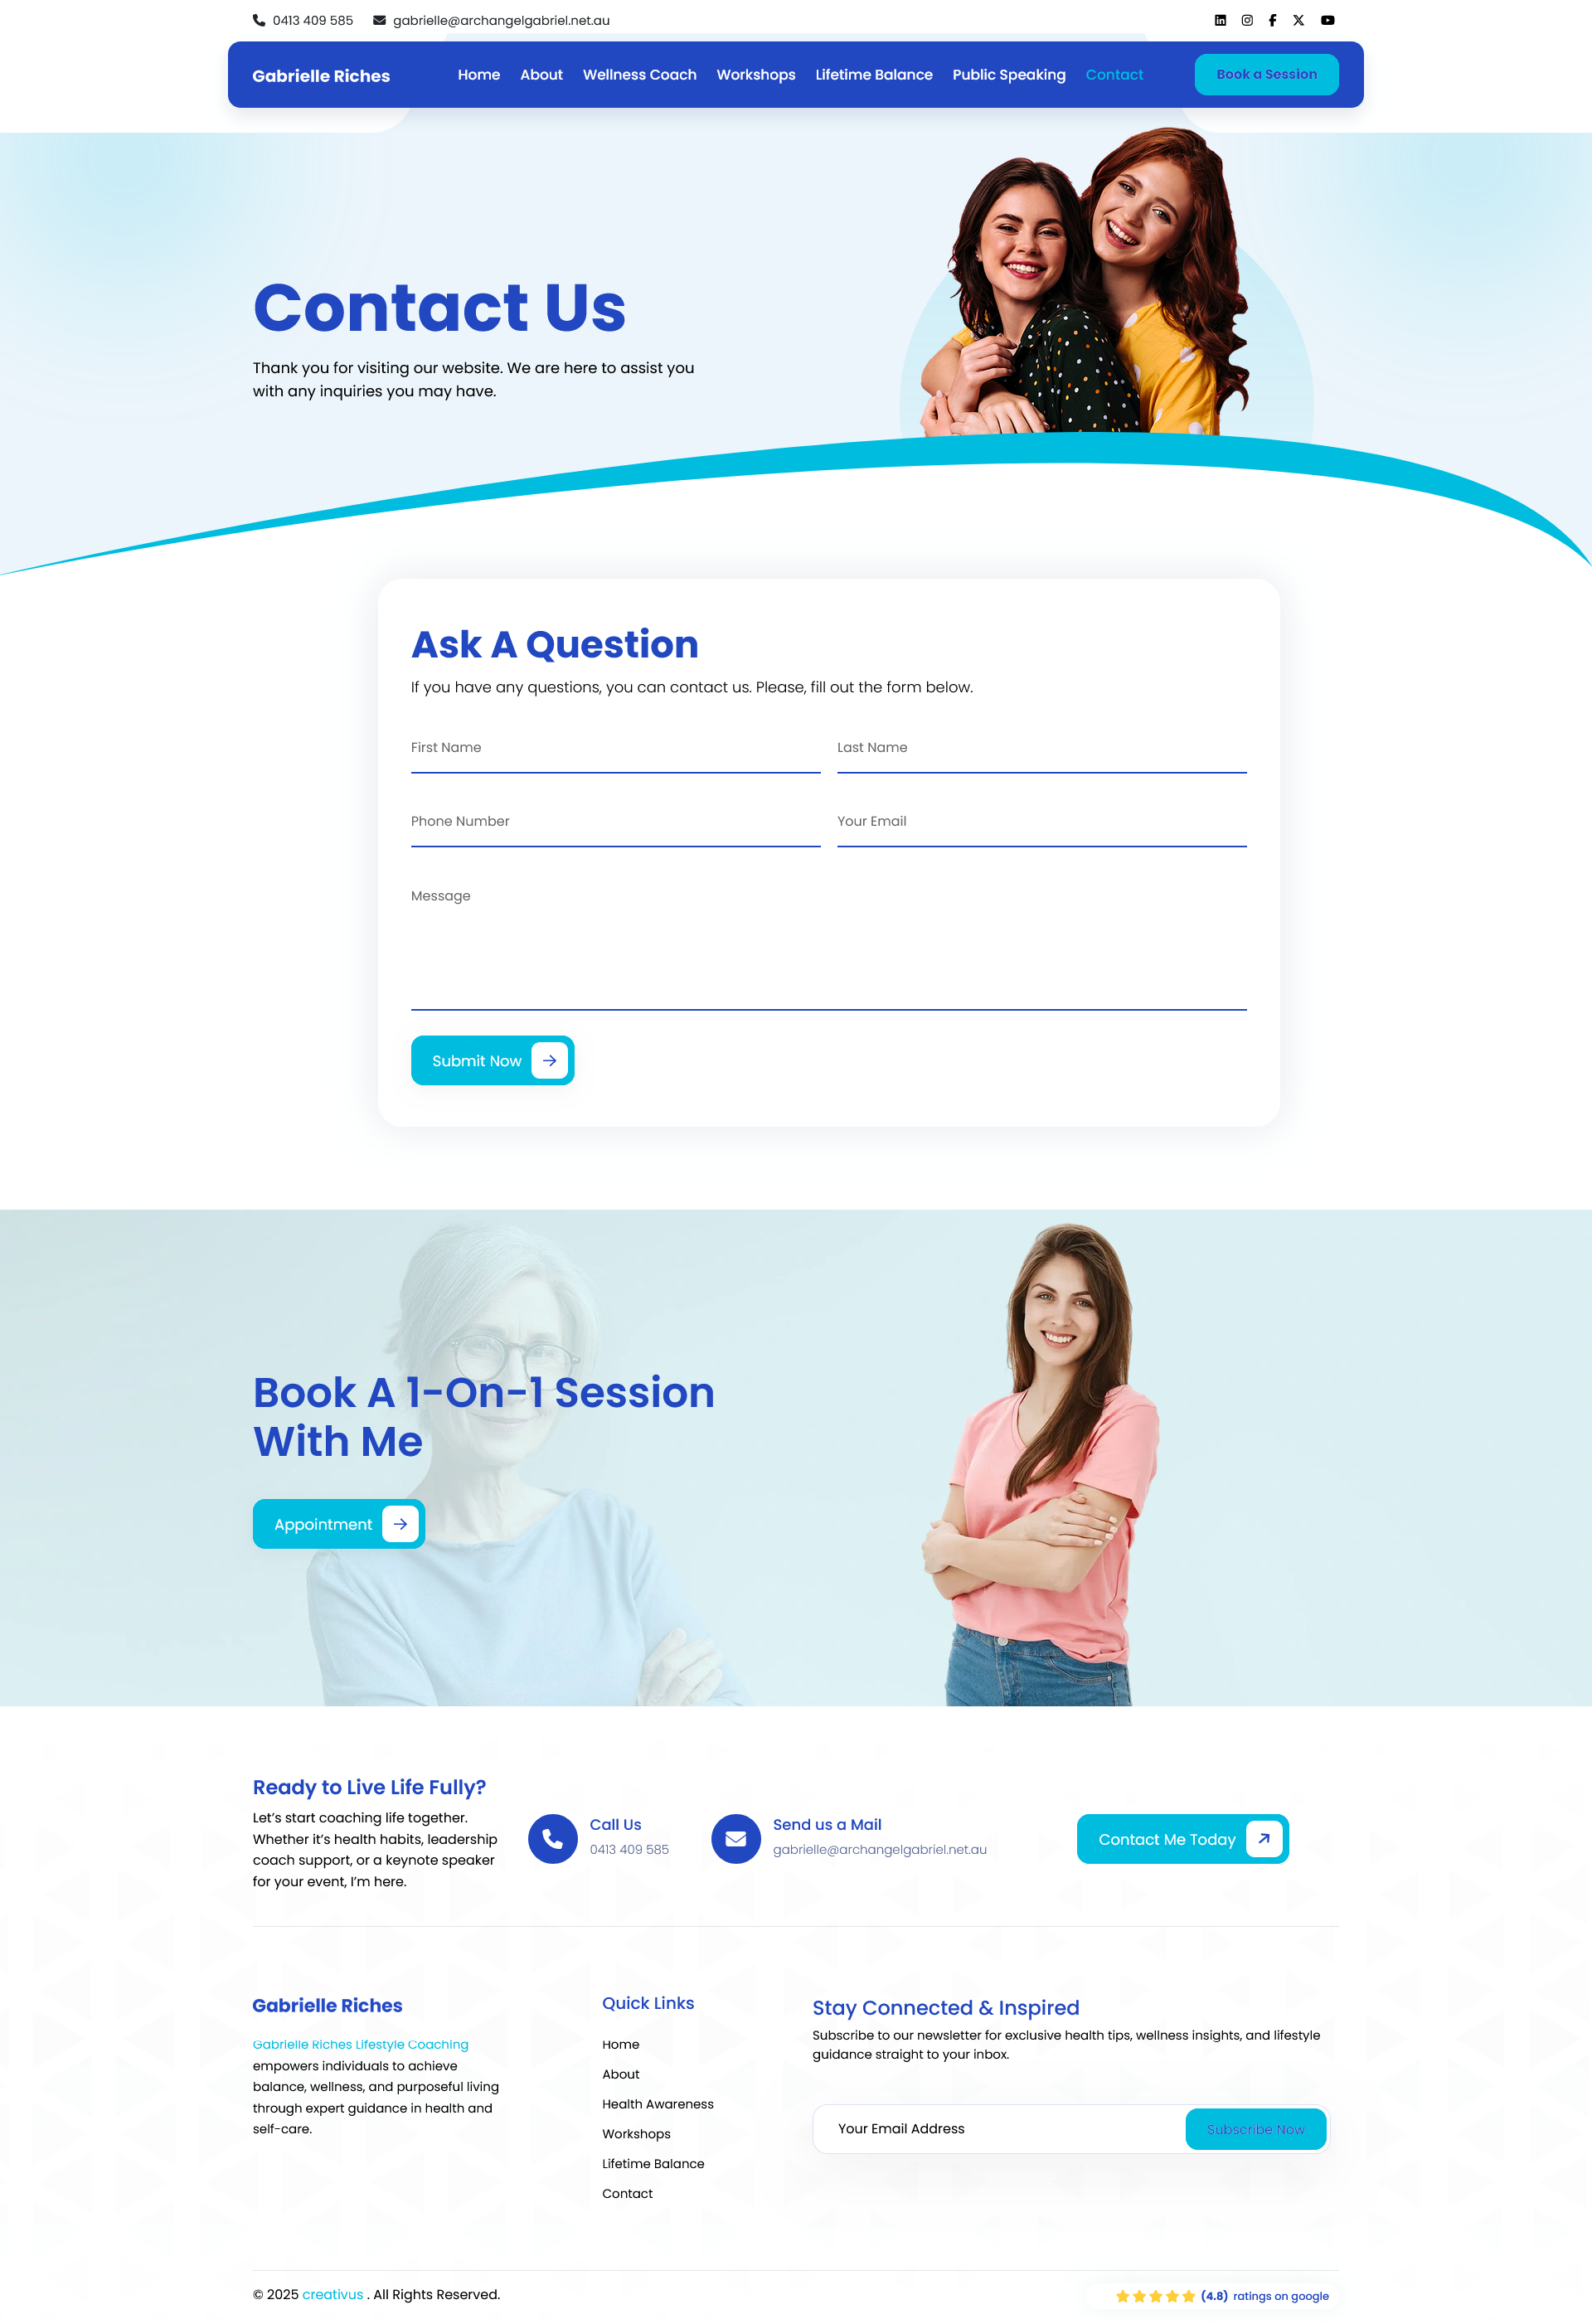 0413 409 585 gabrielle@archangelgabriel.net.au
Gabrielle Riches Home About Wellness Coach Workshops Lifetime Balance Public Speaking Contact Book a Session
Contact Us
Thank you for visiting our website. We are here to assist you
with any inquiries you may have.
Ask A Question
If you have any questions, you can contact us. Please, fill out the form below.
First Name Last Name
Phone Number Your Email
Message
Submit Now
Book A 1-On-1 Session
With Me
Appointment
Ready to Live Life Fully?
Let’s start coaching life together.
Whether it’s health habits, leadership
coach support, or a keynote speaker
for your event, I’m here.
Call Us
0413 409 585
Send us a Mail
gabrielle@archangelgabriel.net.au
Contact Me Today
Gabrielle Riches
Gabrielle Riches Lifestyle Coaching
empowers individuals to achieve
balance, wellness, and purposeful living
through expert guidance in health and
self-care.
Quick Links
Home
About
Health Awareness
Workshops
Lifetime Balance
Contact
Stay Connected & Inspired
Subscribe to our newsletter for exclusive health tips, wellness insights, and lifestyle
guidance straight to your inbox.
Your Email Address Subscribe Now
© 2025 creativus . All Rights Reserved.
(4.8) ratings on google